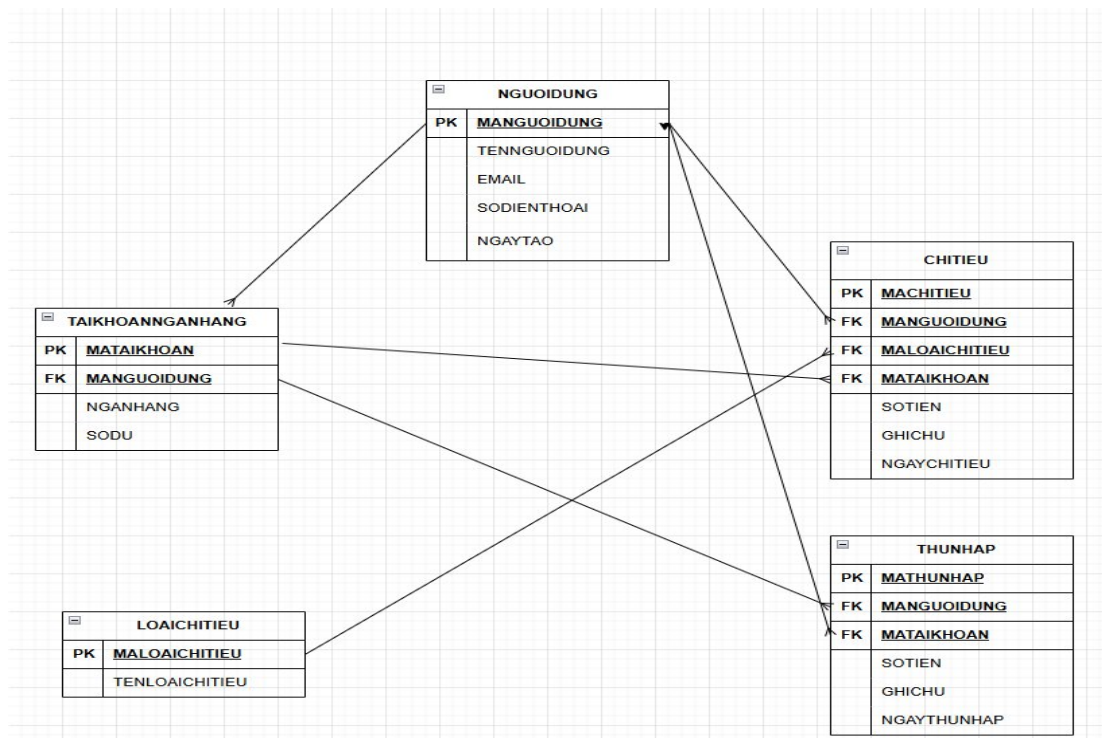 NGUOIDUNG
PK MANGUOIDUNG
TENNGUOIDUNG
EMAIL
SODIENTHOAI
NGAYTAO
TAIKHOANNGANHANG
PK MATAIKHOAN
FK MANGUOIDUNG
NGANHANG
SODU
LOAICHITIEU
PK MALOAICHITIEU
TENLOAICHITIEU
CHITIEU
PK MACHITIEU
FK MANGUOIDUNG
FK MALOAICHITIEU
FK MATAIKHOAN
SOTIEN
GHICHU
NGAYCHITIEU
THUNHAP
PK MATHUNHAP
FK MANGUOIDUNG
FK MATAIKHOAN
SOTIEN
GHICHU
NGAYTHUNHAP